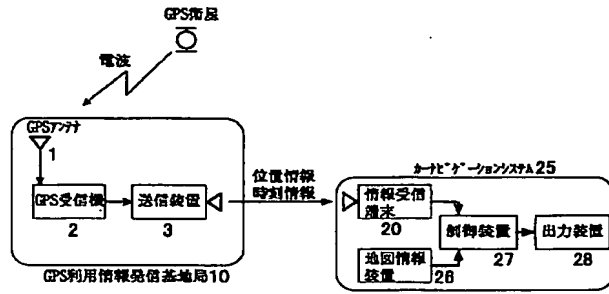 GPS衛星
電波
GPSアンテナ
1
GPS受信機
2
送信装置
3
GPS利用情報発信基地局10
位置情報
時刻情報
カーナビゲーションシステム25
情報受信
端末
20
地図情報
装置
26
制御装置
27
出力装置
28